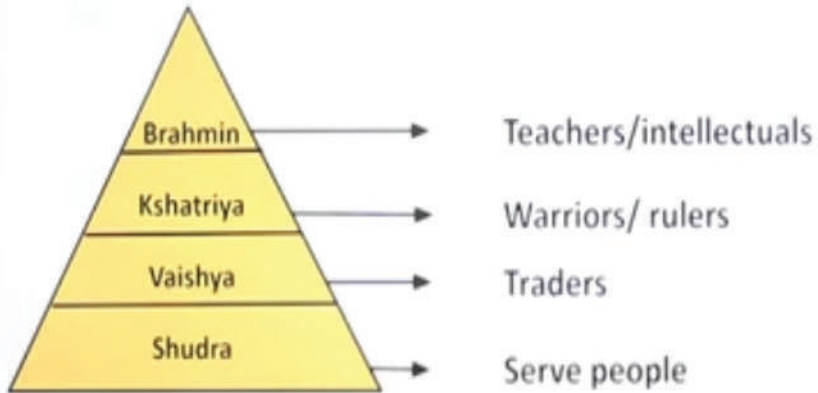 Brahmin Teachers/intellectuals
Kshatriya Warriors/ rulers
Vaishya Traders
Shudra Serve people